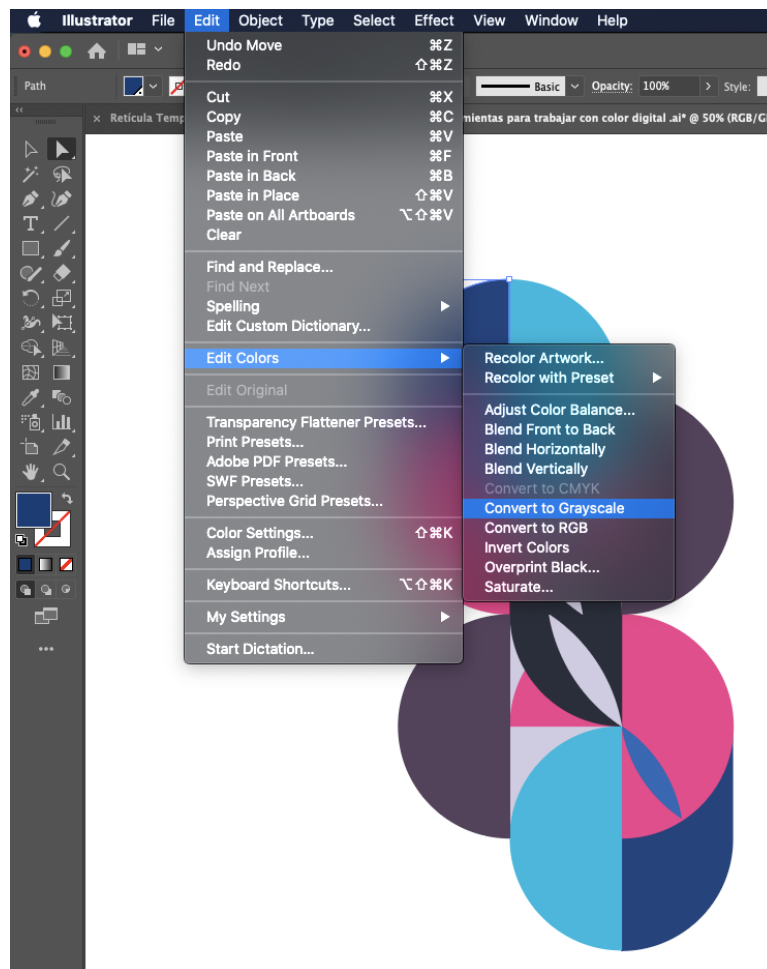 Illustrator File Edit Object Type Select Effect View Window Help
Path Basic Opacity: 100% Style:
Retícula Temp mientas para trabajar con color digital .ai* @ 50% (RGB/G
Undo Move ⌘Z
Redo ⇧⌘Z
Cut ⌘X
Copy ⌘C
Paste ⌘V
Paste in Front ⌘F
Paste in Back ⌘B
Paste in Place ⇧⌘V
Paste on All Artboards ⌥⇧⌘V
Clear
Find and Replace...
Find Next
Spelling
Edit Custom Dictionary...
Edit Colors
Edit Original
Transparency Flattener Presets...
Print Presets...
Adobe PDF Presets...
SWF Presets...
Perspective Grid Presets...
Color Settings... ⇧⌘K
Assign Profile...
Keyboard Shortcuts... ⌥⇧⌘K
My Settings
Start Dictation...
Recolor Artwork...
Recolor with Preset
Adjust Color Balance...
Blend Front to Back
Blend Horizontally
Blend Vertically
Convert to CMYK
Convert to Grayscale
Convert to RGB
Invert Colors
Overprint Black...
Saturate...